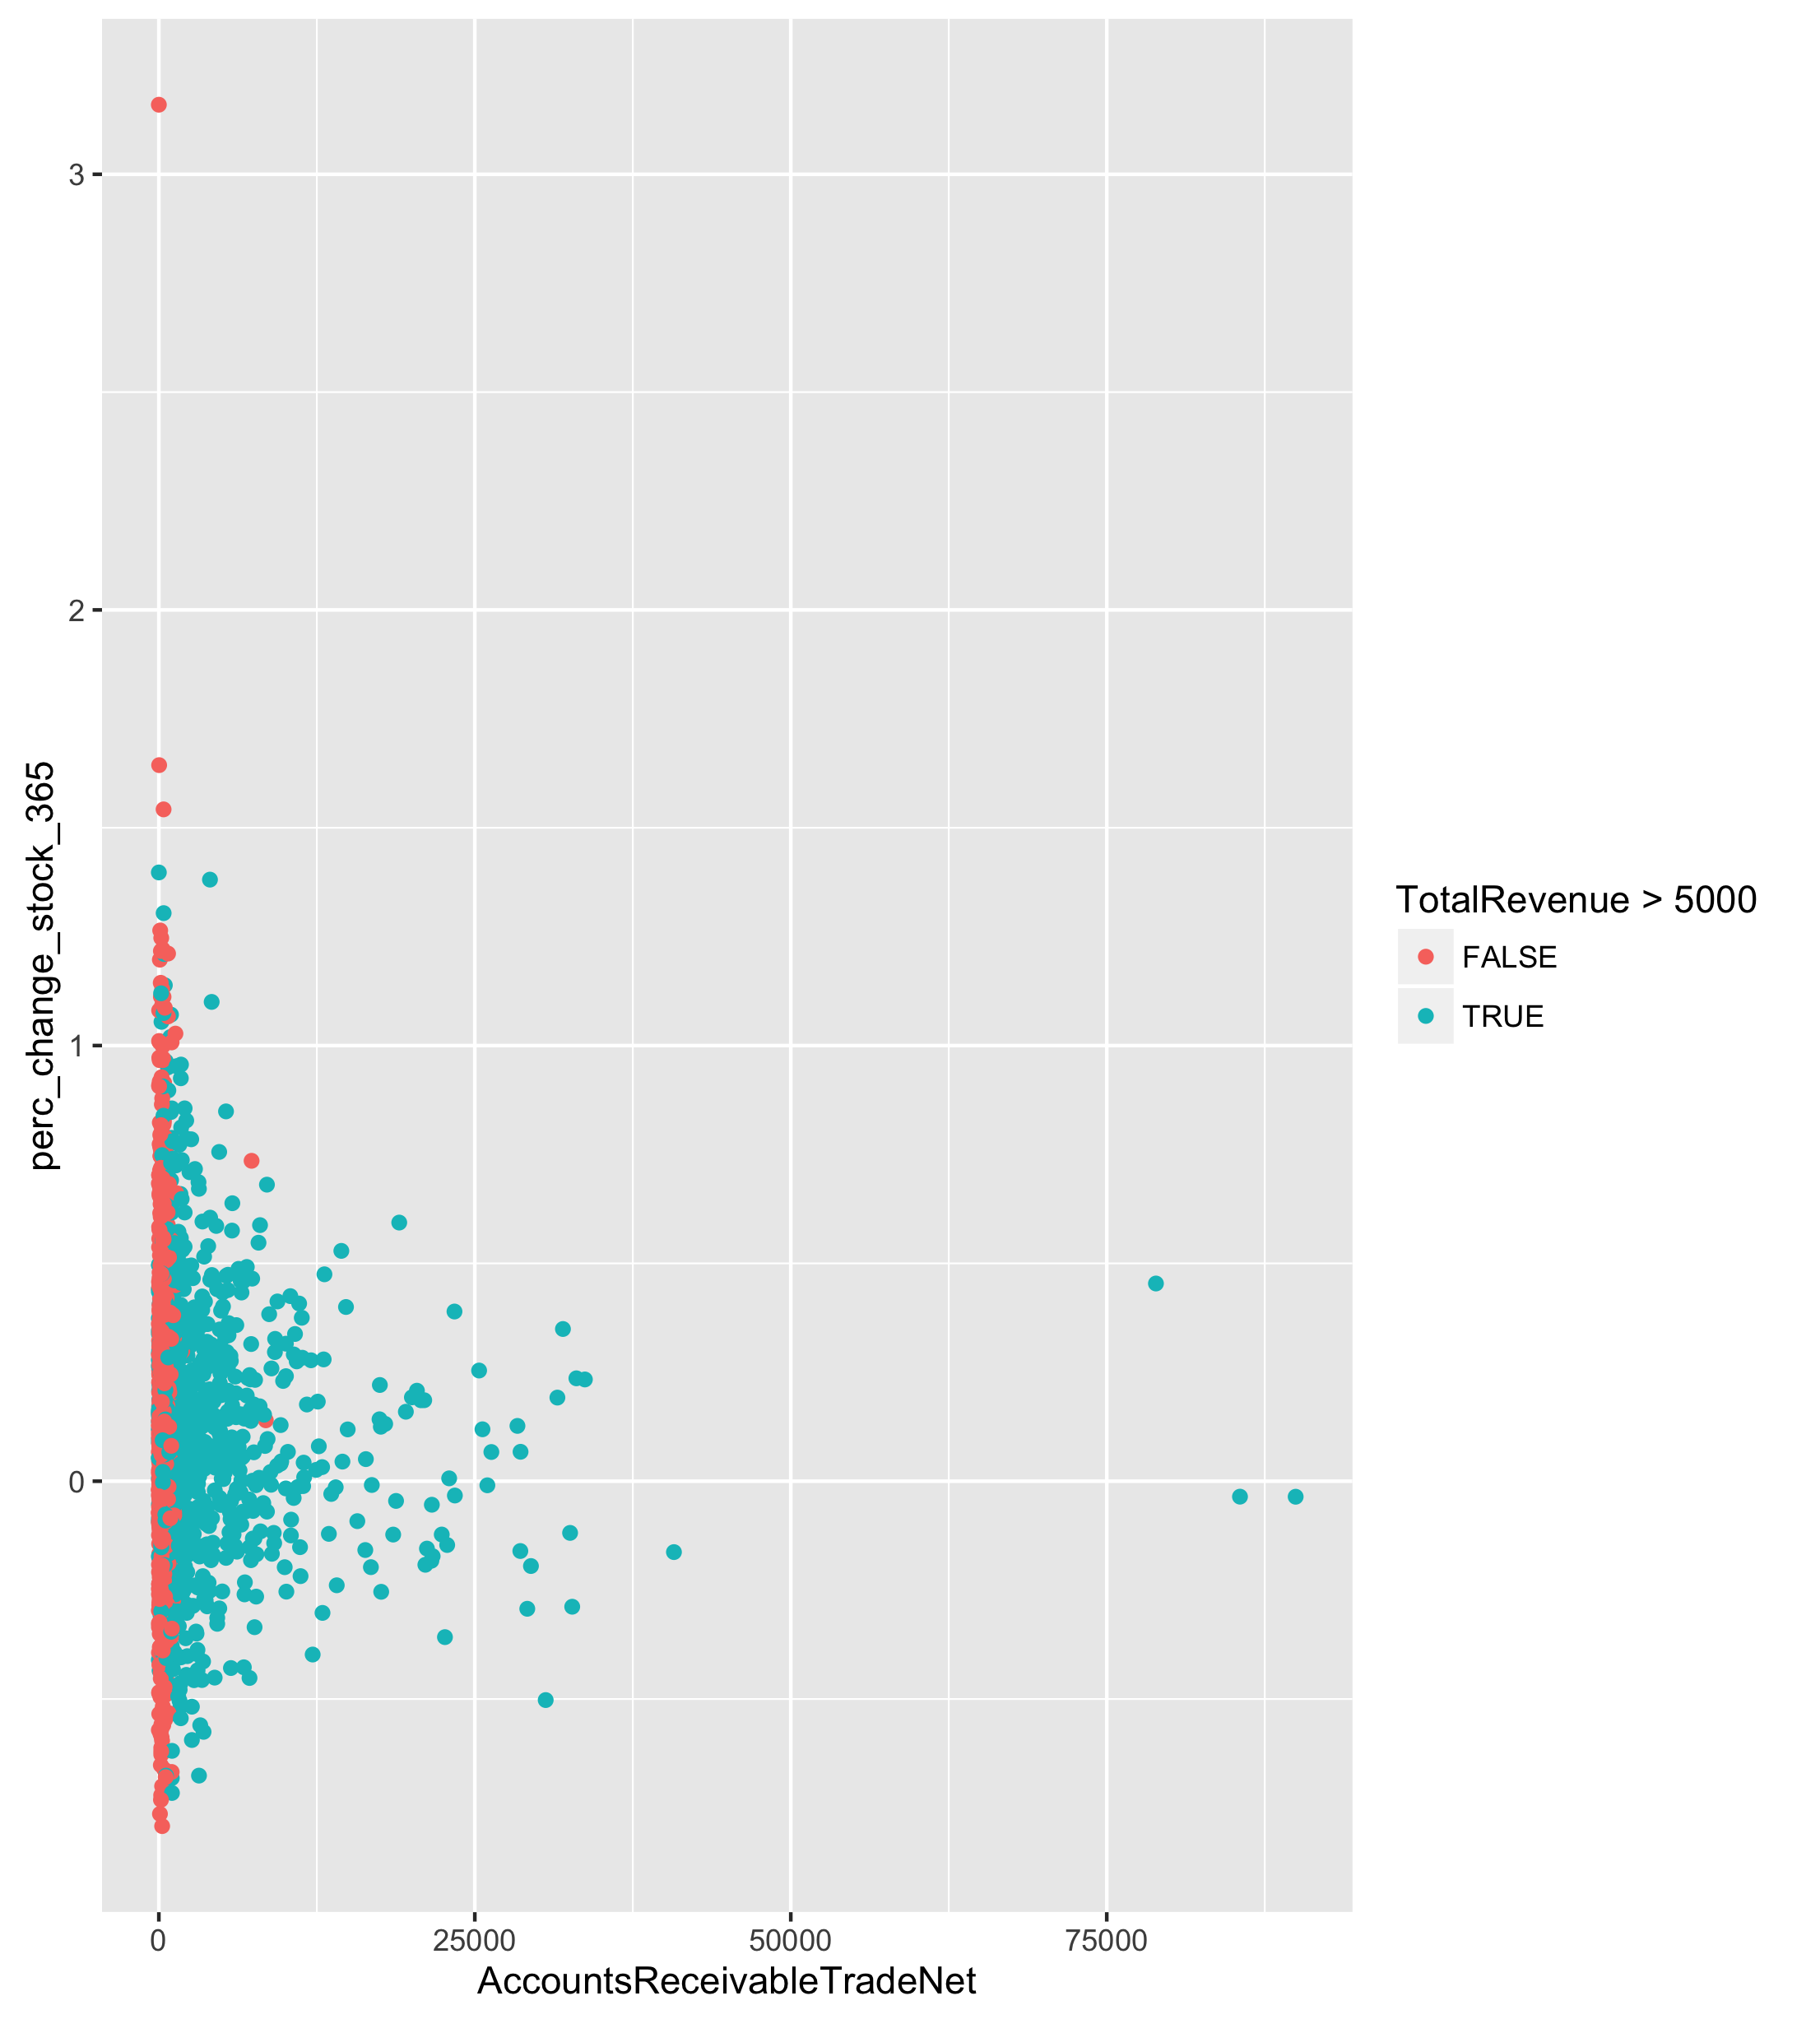 3
2
1
0
perc_change_stock_365
0
25000
50000
75000
AccountsReceivableTradeNet
TotalRevenue > 5000
FALSE
TRUE